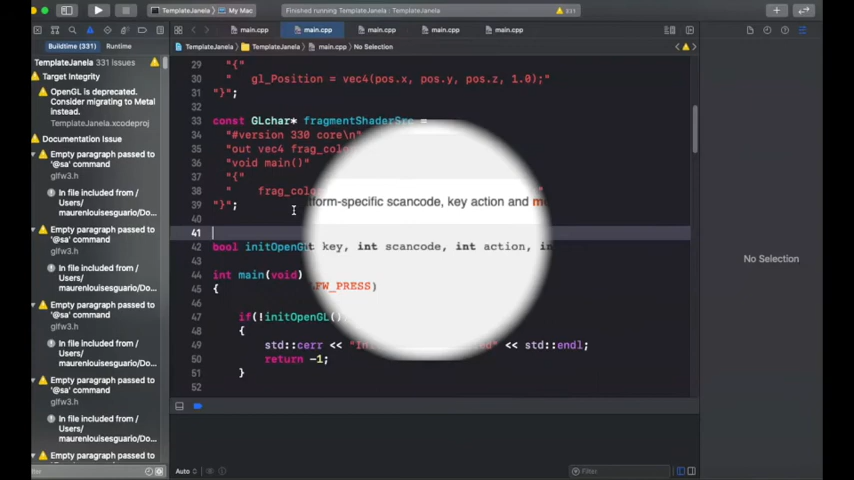 TemplateJanela
My Mac
Finished running TemplateJanela
331
main.cpp
main.cpp
main.cpp
main.cpp
main.cpp
Buildtime (331)
Runtime
TemplateJanela
main.cpp
No Selection
TemplateJanela 331 Issues
Target Integrity
OpenGL is deprecated.
Consider migrating to Metal
instead.
TemplateJanela.xcodeproj
Documentation Issue
Empty paragraph passed to
'@sa' command
glfw3.h
In file included from /
Users/
maurenlouisesguario/Do...
Empty paragraph passed to
'@sa' command
glfw3.h
In file included from /
Users/
maurenlouisesguario/Do...
Empty paragraph passed to
'@sa' command
glfw3.h
In file included from /
Users/
maurenlouisesguario/Do...
Empty paragraph passed to
'@sa' command
glfw3.h
In file included from /
Users/
maurenlouisesguario/Do...
Empty paragraph passed to
29 "{"
30 " gl_Position = vec4(pos.x, pos.y, pos.z, 1.0);"
31 "}";
32
33 const GLchar* fragmentShaderSrc =
34 "#version 330 core\n"
35 "out vec4 frag_colo
36 "void main()"
37 "{"
38 " frag_colo
39 "}";
40
41
42 bool initOpenGL
43
44 int main(void)
45 {
46
47 if(!initOpenGL()
48 {
49 std::cerr << "In
" << std::endl;
50 return -1;
51 }
52
tform-specific scancode, key action and
t key, int scancode, int action, in
FW_PRESS)
No Selection
Auto
Filter